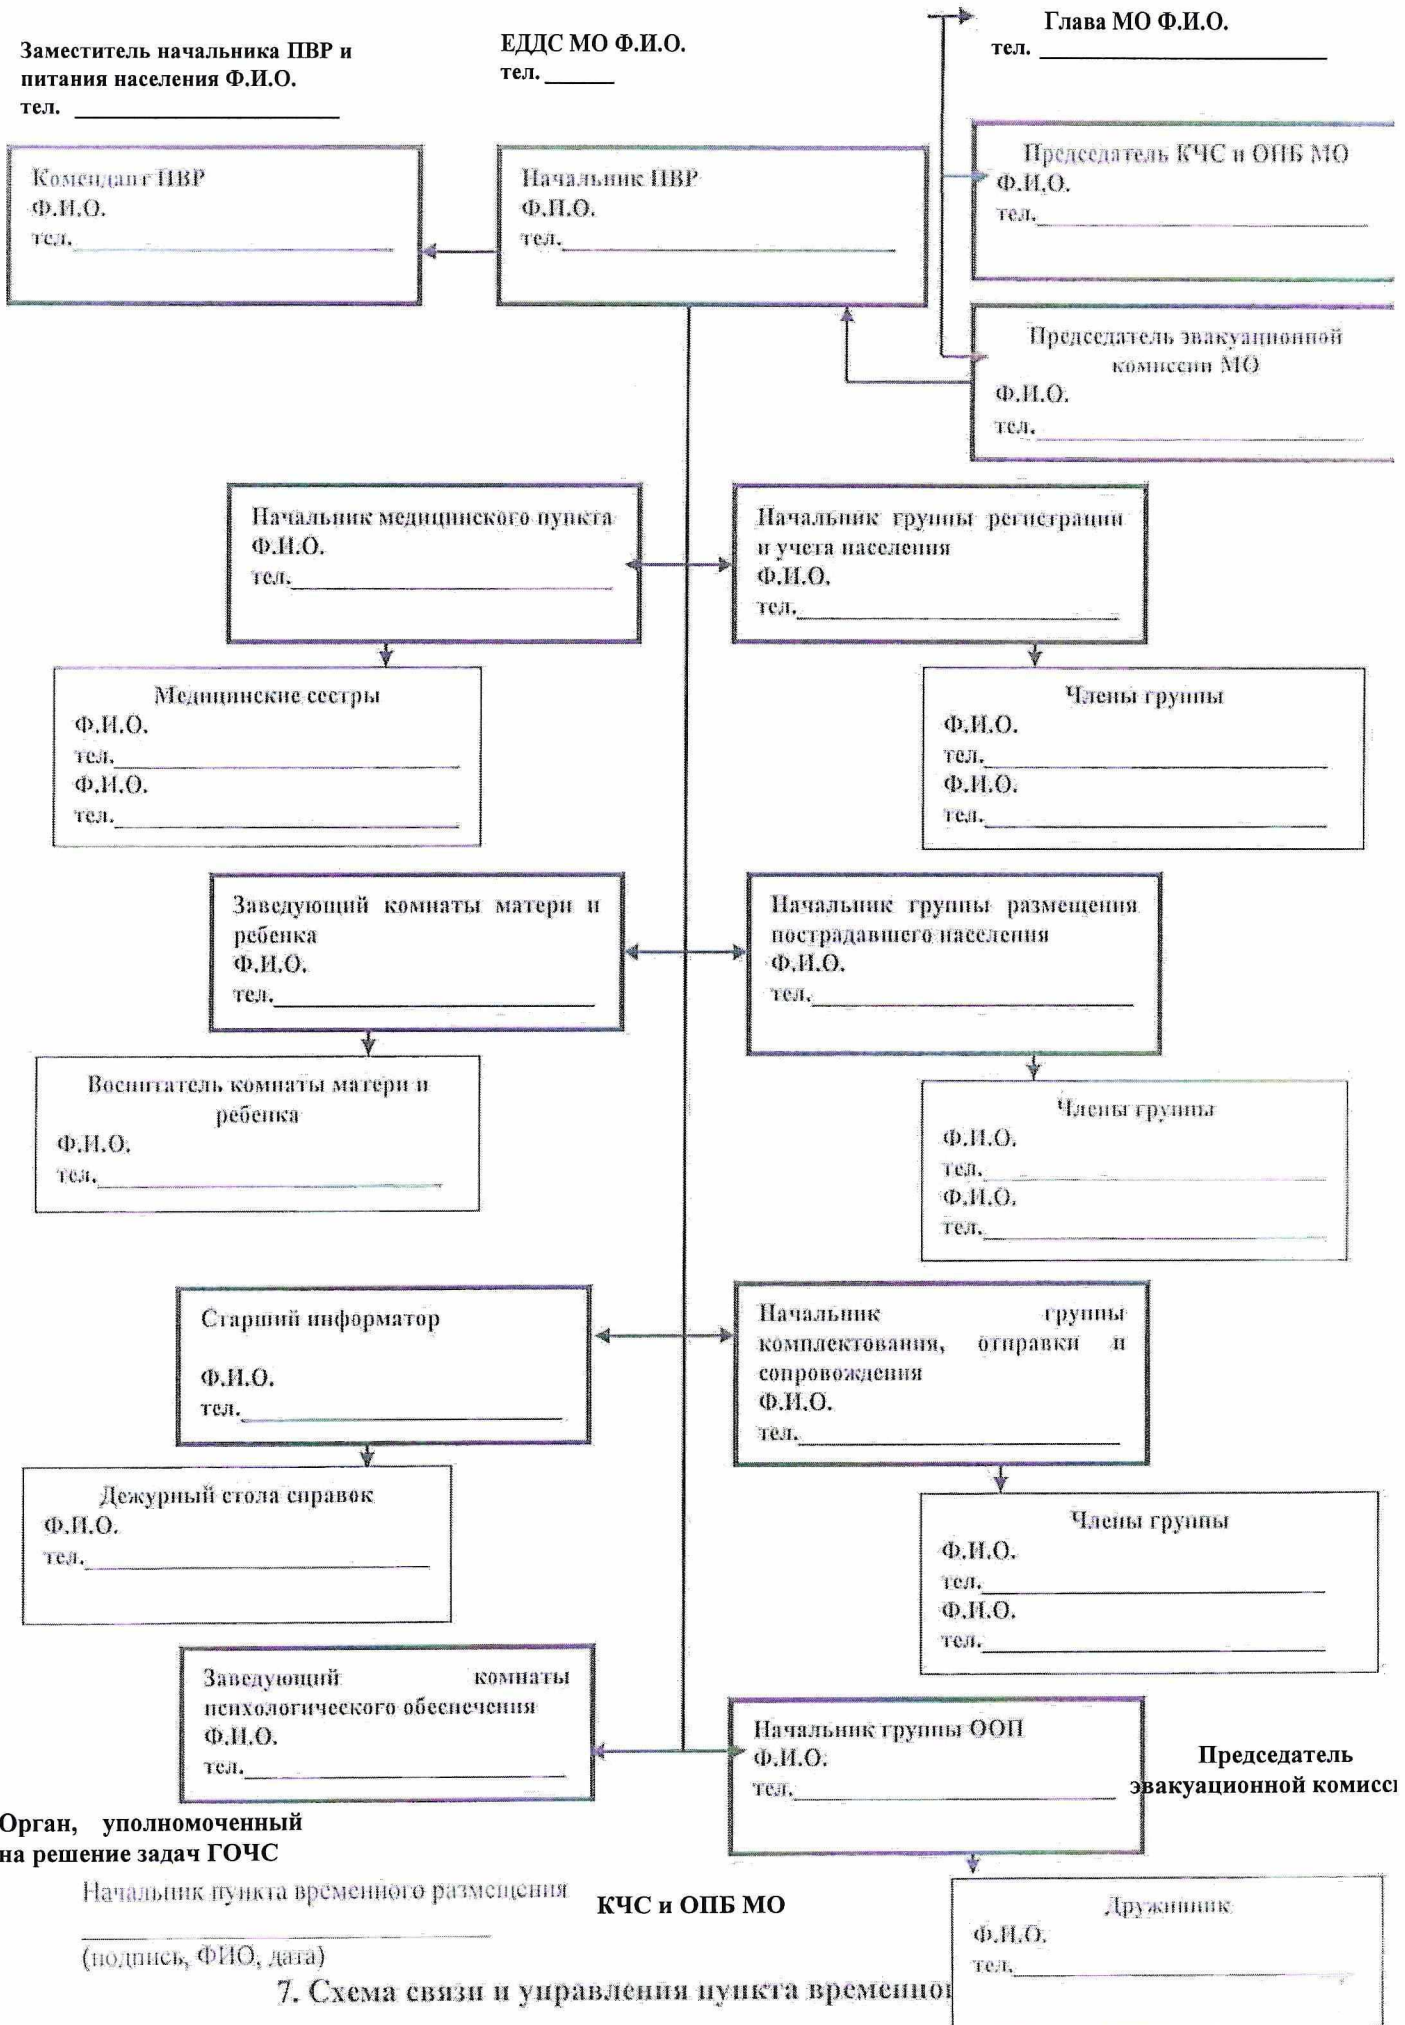 Заместитель начальника ПВР и
питания населения Ф.И.О.
тел.
ЕДДС МО Ф.И.О.
тел.
Глава МО Ф.И.О.
тел.
Комендант ПВР
Ф.И.О.
тел.
Начальник ПВР
Ф.И.О.
тел.
Председатель КЧС и ОПБ МО
Ф.И.О.
тел.
Председатель эвакуационной
комиссии МО
Ф.И.О.
тел.
Начальник медицинского пункта
Ф.И.О.
тел.
Начальник группы регистрации
и учета населения
Ф.И.О.
тел.
Медицинские сестры
Ф.И.О.
тел.
Ф.И.О.
тел.
Члены группы
Ф.И.О.
тел.
Ф.И.О.
тел.
Заведующий комнаты матери и
ребенка
Ф.И.О.
тел.
Начальник группы размещения
пострадавшего населения
Ф.И.О.
тел.
Воспитатель комнаты матери и
ребенка
Ф.И.О.
тел.
Члены группы
Ф.И.О.
тел.
Ф.И.О.
тел.
Старший информатор
Ф.И.О.
тел.
Начальник группы
комплектования, отправки и
сопровождения
Ф.И.О.
тел.
Дежурный стола справок
Ф.И.О.
тел.
Члены группы
Ф.И.О.
тел.
Ф.И.О.
тел.
Заведующий комнаты
психологического обеспечения
Ф.И.О.
тел.
Начальник группы ООП
Ф.И.О.
тел.
Председатель
эвакуационной комисс
Орган, уполномоченный
на решение задач ГОЧС
Начальник пункта временного размещения
(подпись, ФИО, дата)
КЧС и ОПБ МО
Дружинник
Ф.И.О.
тел.
7. Схема связи и управления пункта временног